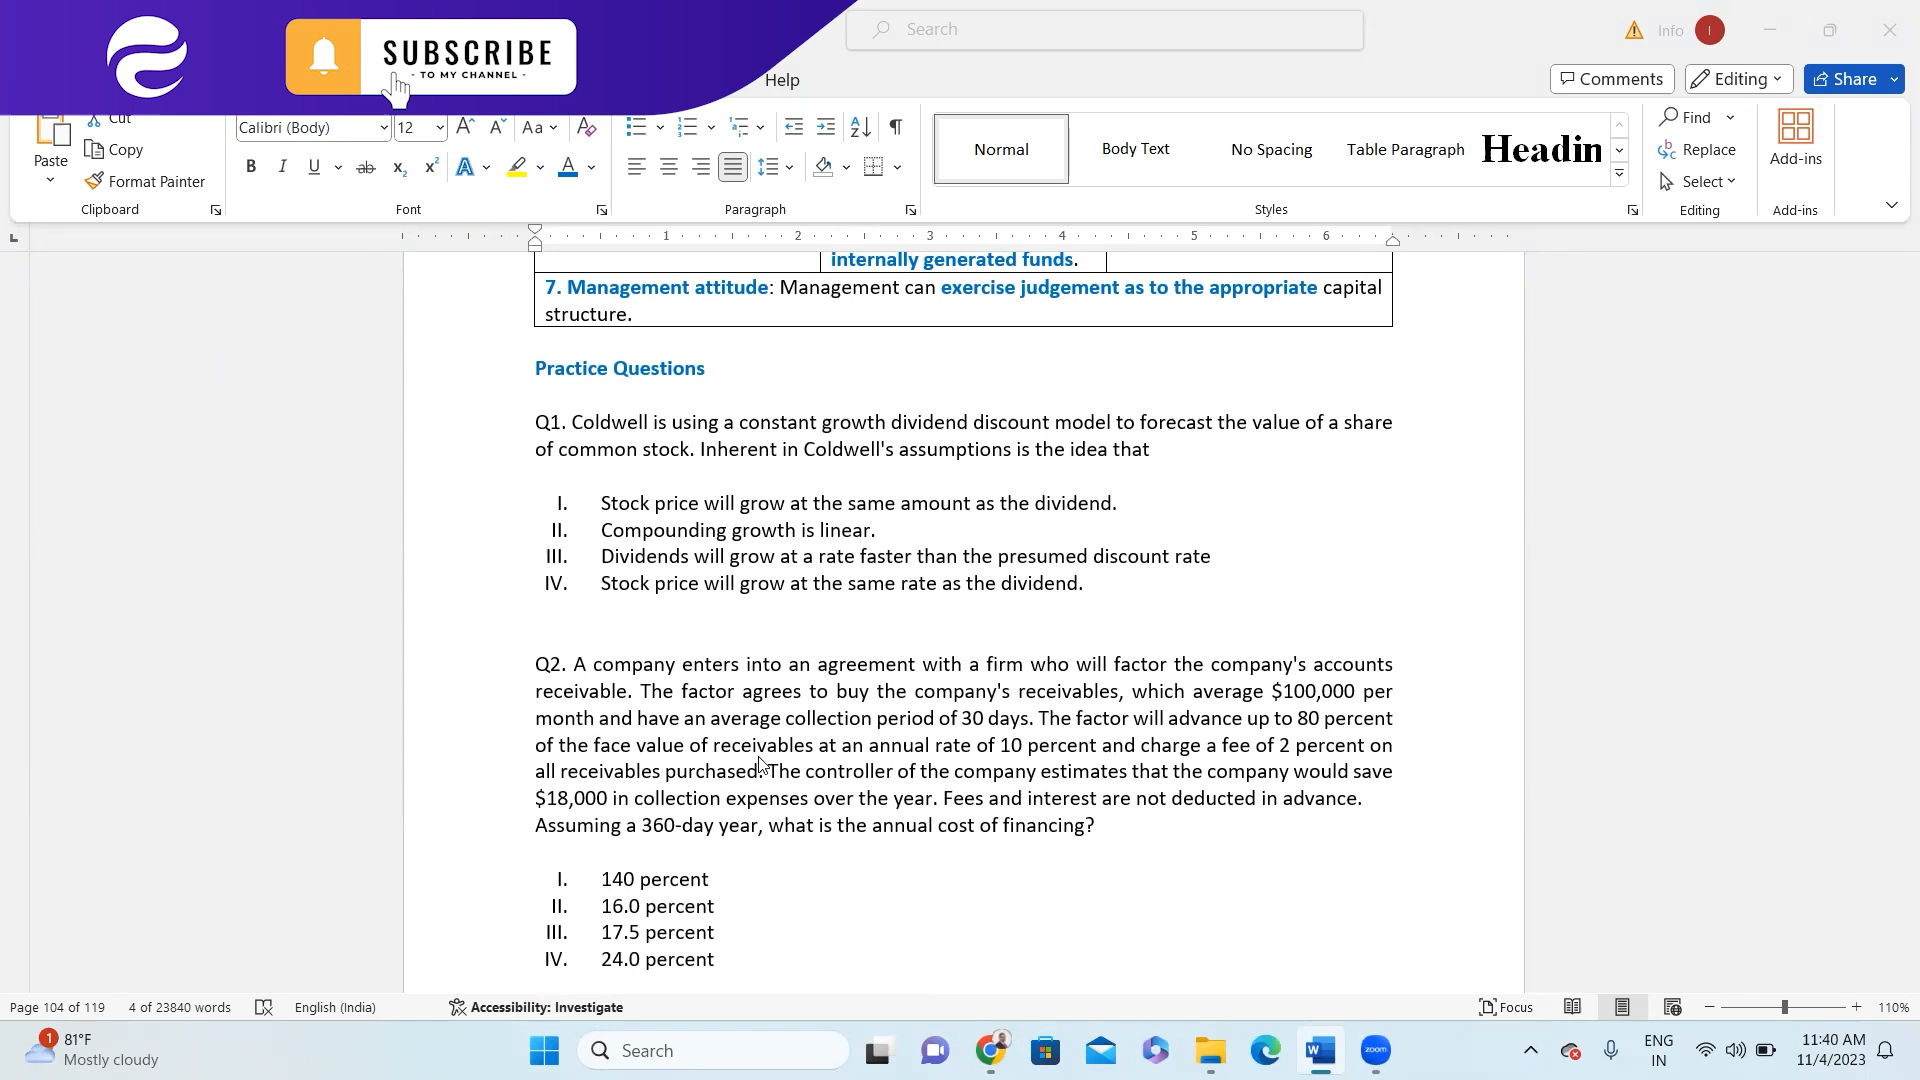 SUBSCRIBE
- TO MY CHANNEL -
Search
Info
I
Help
Comments
Editing
Share
Cut
Copy
Format Painter
Paste
Clipboard
Calibri (Body)
12
Aa
B I U ab x₂ x² A A
Font
Paragraph
Normal
Body Text
No Spacing
Table Paragraph
Headin
Styles
Find
Replace
Select
Editing
Add-ins
Add-ins
1 2 3 4 5 6
internally generated funds.
7. Management attitude: Management can exercise judgement as to the appropriate capital
structure.
Practice Questions
Q1. Coldwell is using a constant growth dividend discount model to forecast the value of a share
of common stock. Inherent in Coldwell's assumptions is the idea that
I. Stock price will grow at the same amount as the dividend.
II. Compounding growth is linear.
III. Dividends will grow at a rate faster than the presumed discount rate
IV. Stock price will grow at the same rate as the dividend.
Q2. A company enters into an agreement with a firm who will factor the company's accounts
receivable. The factor agrees to buy the company's receivables, which average $100,000 per
month and have an average collection period of 30 days. The factor will advance up to 80 percent
of the face value of receivables at an annual rate of 10 percent and charge a fee of 2 percent on
all receivables purchased. The controller of the company estimates that the company would save
$18,000 in collection expenses over the year. Fees and interest are not deducted in advance.
Assuming a 360-day year, what is the annual cost of financing?
I. 140 percent
II. 16.0 percent
III. 17.5 percent
IV. 24.0 percent
Page 104 of 119
4 of 23840 words
English (India)
Accessibility: Investigate
Focus
110%
1
81°F
Mostly cloudy
Search
zoom
ENG
IN
11:40 AM
11/4/2023